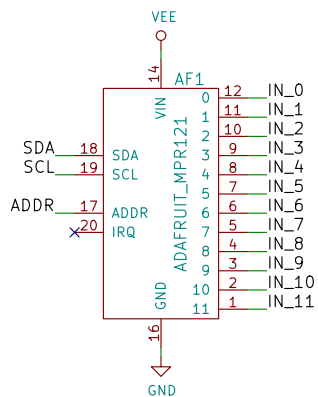 VEE
14
AF1
VIN
ADAFRUIT_MPR121
0 12 IN_0
1 11 IN_1
2 10 IN_2
SDA 18 SDA 3 9 IN_3
SCL 19 SCL 4 8 IN_4
5 7 IN_5
ADDR 17 ADDR 6 6 IN_6
20 IRQ 7 5 IN_7
8 4 IN_8
9 3 IN_9
10 2 IN_10
11 1 IN_11
GND
16
GND